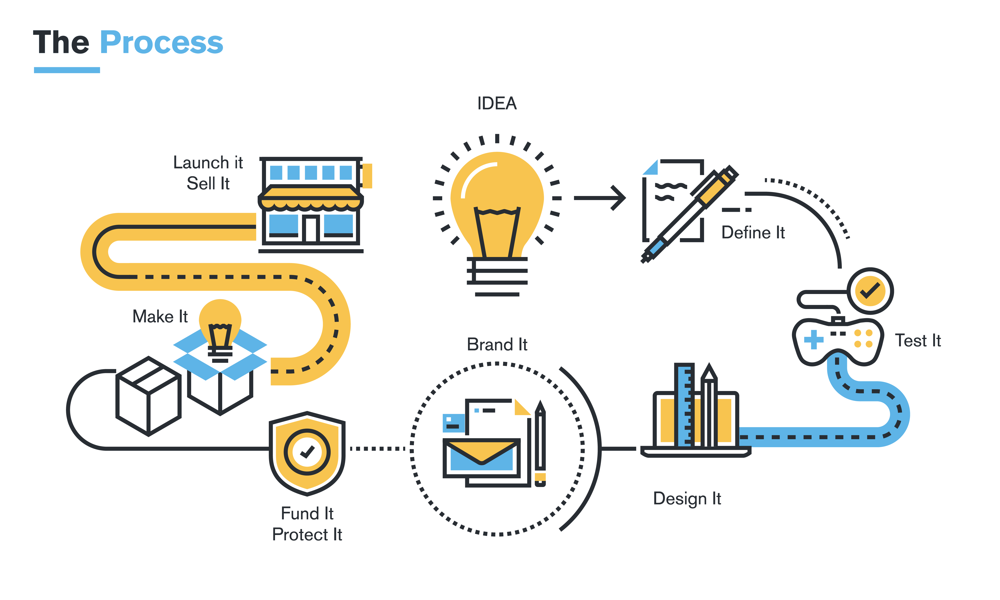 The Process
IDEA
Launch it
Sell It
Define It
Make It
Brand It
Test It
Design It
Fund It
Protect It